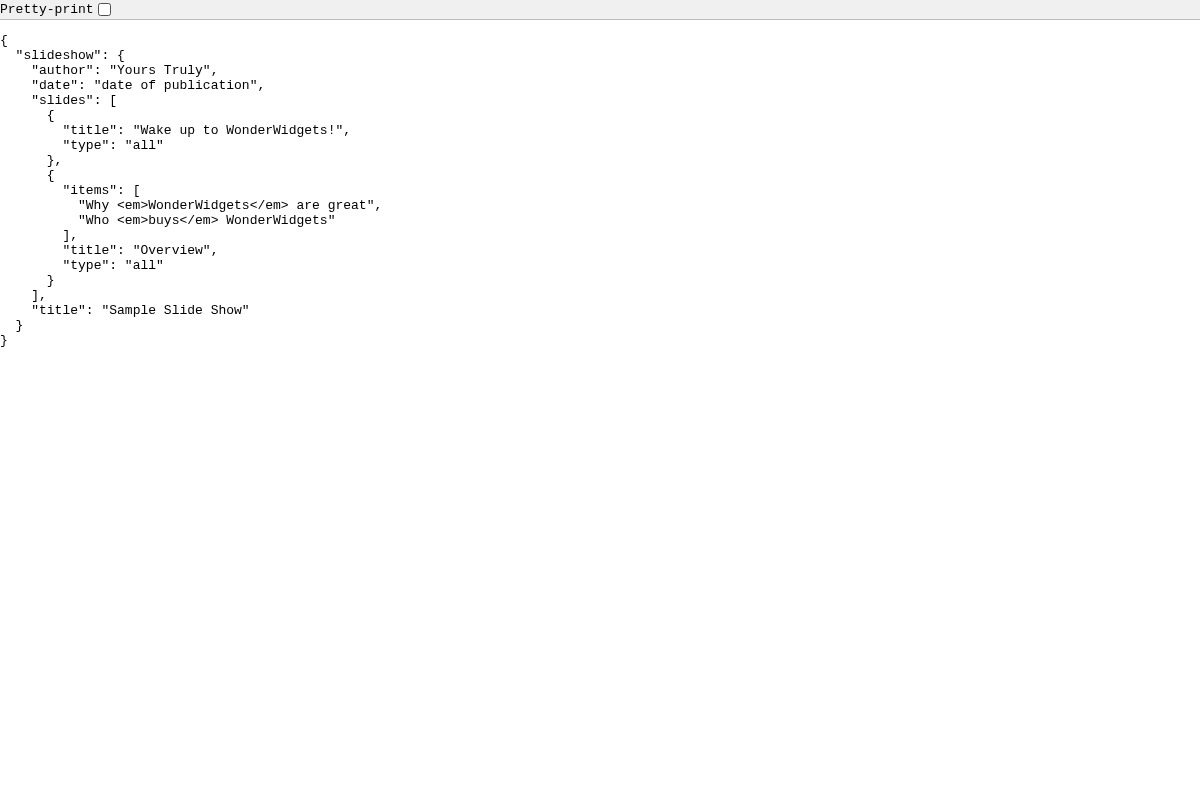 Pretty-print
{
  "slideshow": {
    "author": "Yours Truly",
    "date": "date of publication",
    "slides": [
      {
        "title": "Wake up to WonderWidgets!",
        "type": "all"
      },
      {
        "items": [
          "Why <em>WonderWidgets</em> are great",
          "Who <em>buys</em> WonderWidgets"
        ],
        "title": "Overview",
        "type": "all"
      }
    ],
    "title": "Sample Slide Show"
  }
}